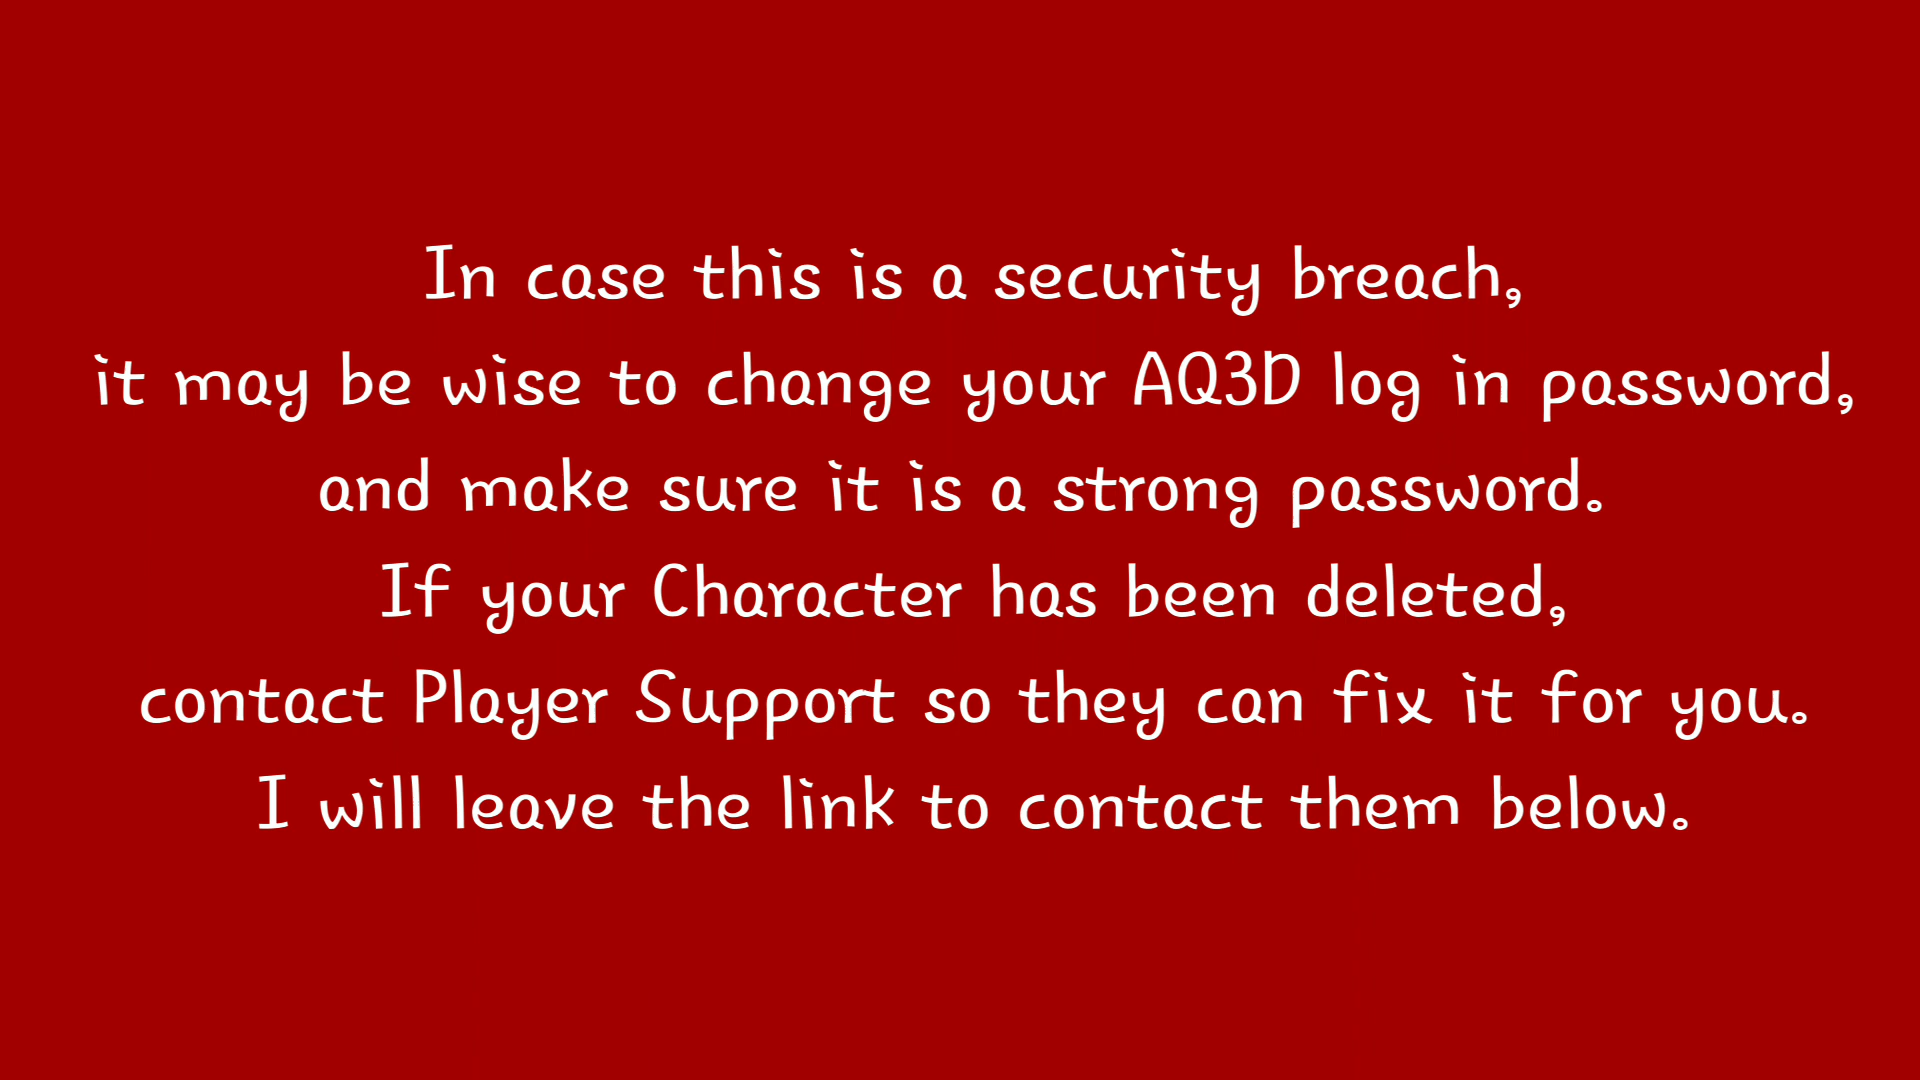 In case this is a security breach,
it may be wise to change your AQ3D log in password,
and make sure it is a strong password.
If your Character has been deleted,
contact Player Support so they can fix it for you.
I will leave the link to contact them below.